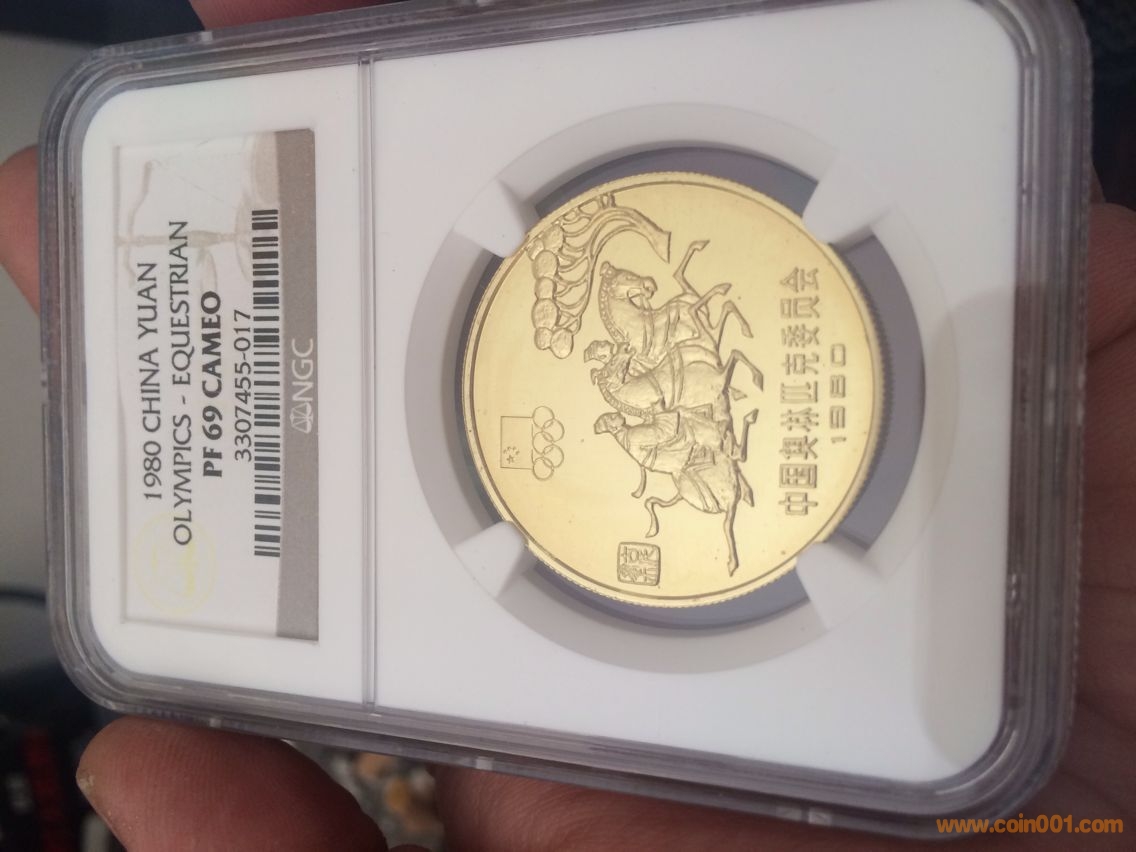 1980 CHINA YUAN
OLYMPICS - EQUESTRIAN
PF 69 CAMEO
3307455-017
NGC
中国奥林匹克委员会
1980
www.coin001.com